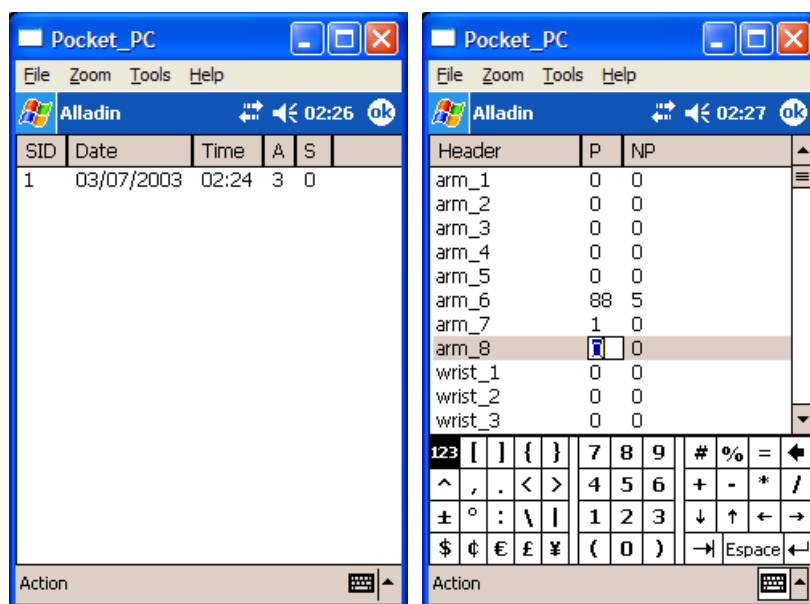 Pocket_PC
File Zoom Tools Help
Alladin 02:26 ok
SID Date Time A S
1 03/07/2003 02:24 3 0
Action
Pocket_PC
File Zoom Tools Help
Alladin 02:27 ok
Header P NP
arm_1 0 0
arm_2 0 0
arm_3 0 0
arm_4 0 0
arm_5 0 0
arm_6 88 5
arm_7 1 0
arm_8 0
wrist_1 0 0
wrist_2 0 0
wrist_3 0 0
123 [ ] { } 7 8 9 # % = 🡸
^ , . < > 4 5 6 + - * /
± ° : \ | 1 2 3 ↓ ↑ ← →
$ ¢ € £ ¥ ( 0 ) →| Espace ↵
Action